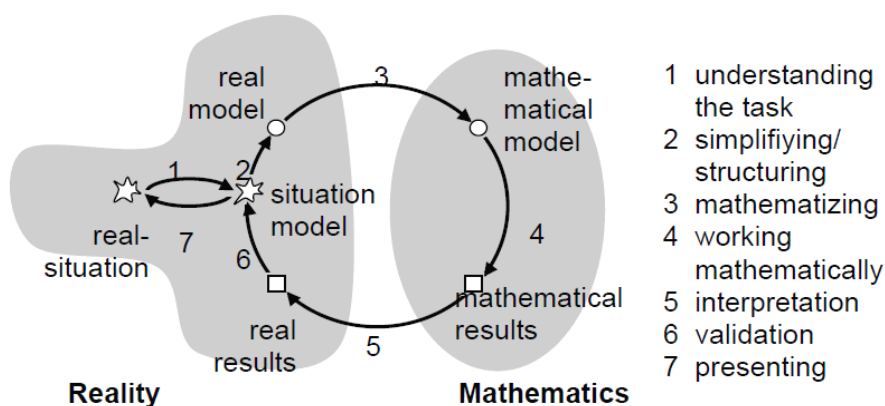 real
model
3
mathe-
matical
model
1
2
situation
model
real-
situation
7
6
4
real
results
5
mathematical
results
Reality
Mathematics
1 understanding
the task
2 simplifiying/
structuring
3 mathematizing
4 working
mathematically
5 interpretation
6 validation
7 presenting